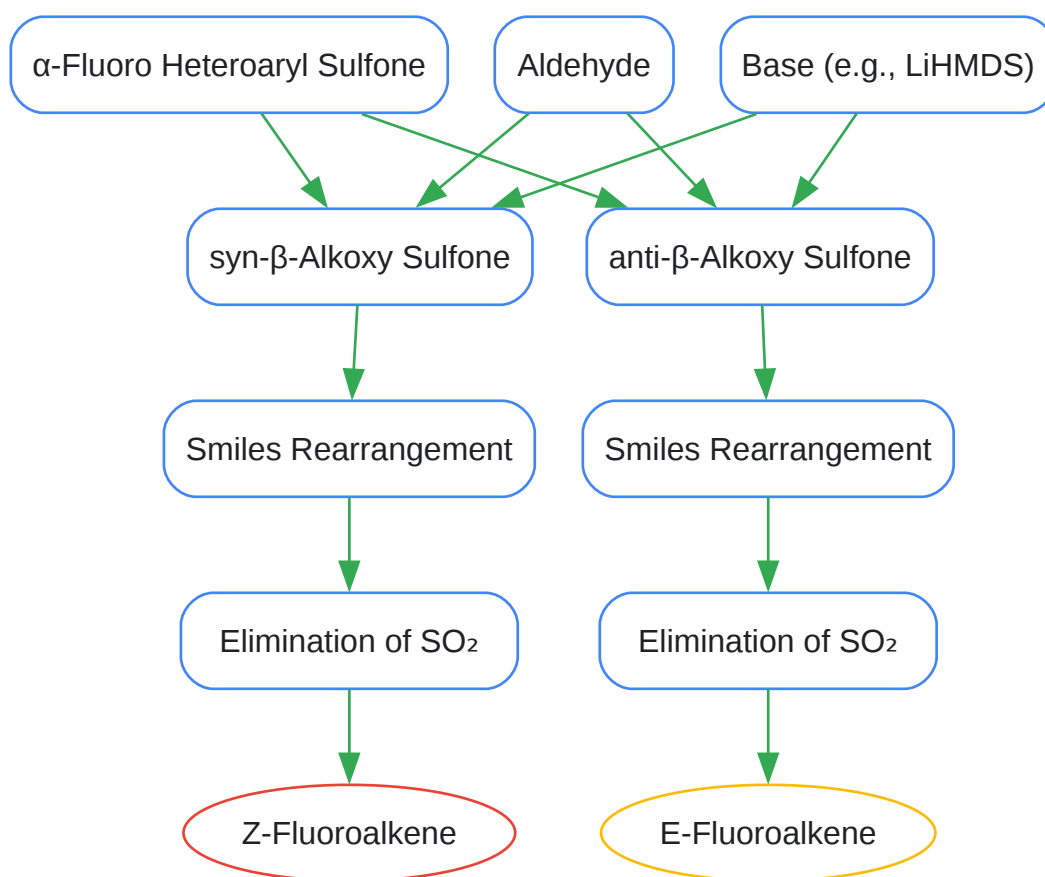 α-Fluoro Heteroaryl Sulfone
Aldehyde
Base (e.g., LiHMDS)
syn-β-Alkoxy Sulfone
anti-β-Alkoxy Sulfone
Smiles Rearrangement
Smiles Rearrangement
Elimination of SO₂
Elimination of SO₂
Z-Fluoroalkene
E-Fluoroalkene